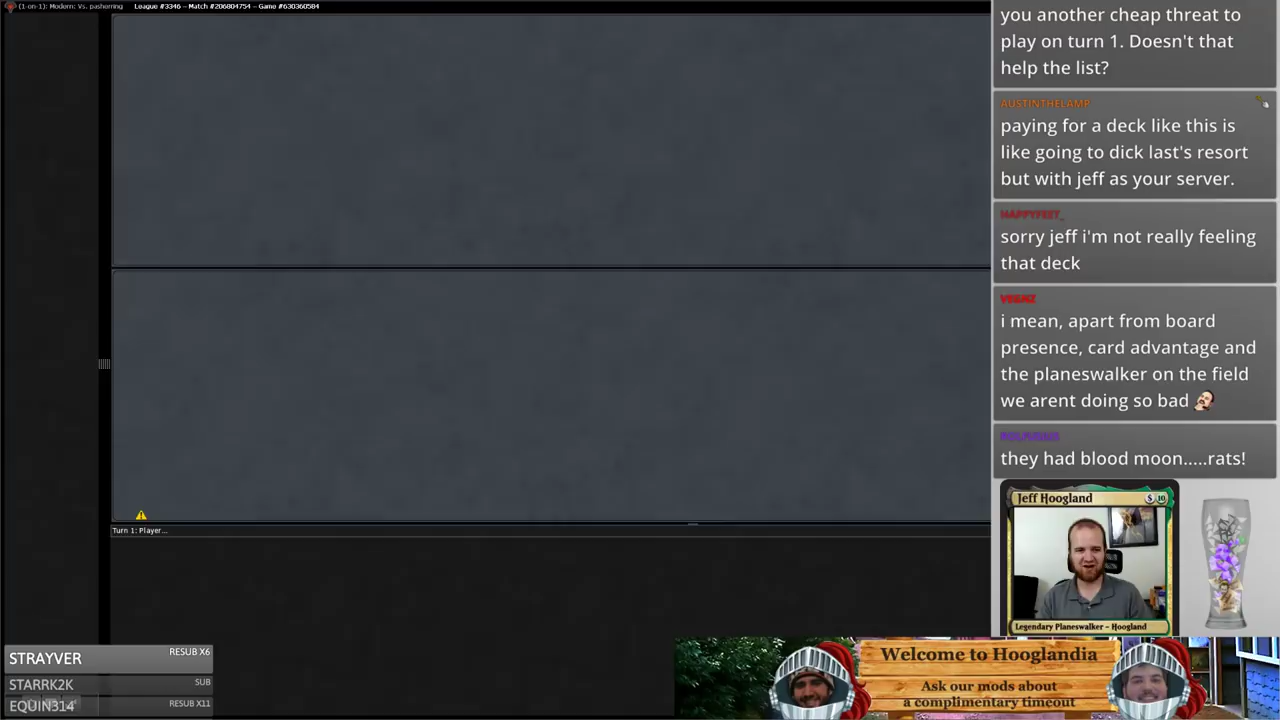 (1-on-1): Modern: Vs. pashorring League #3346 – Match #206804754 – Game #630360584
Turn 1: Player...
you another cheap threat to
play on turn 1. Doesn't that
help the list?
AUSTINTHELAMP
paying for a deck like this is
like going to dick last's resort
but with jeff as your server.
HAPPYFEET_
sorry jeff i'm not really feeling
that deck
i mean, apart from board
presence, card advantage and
the planeswalker on the field
we arent doing so bad
they had blood moon.....rats!
Jeff Hoogland
Legendary Planeswalker – Hoogland
STRAYVER RESUB X6
STARRK2K SUB
EQUIN314 RESUB X11
Welcome to Hooglandia
Ask our mods about
a complimentary timeout